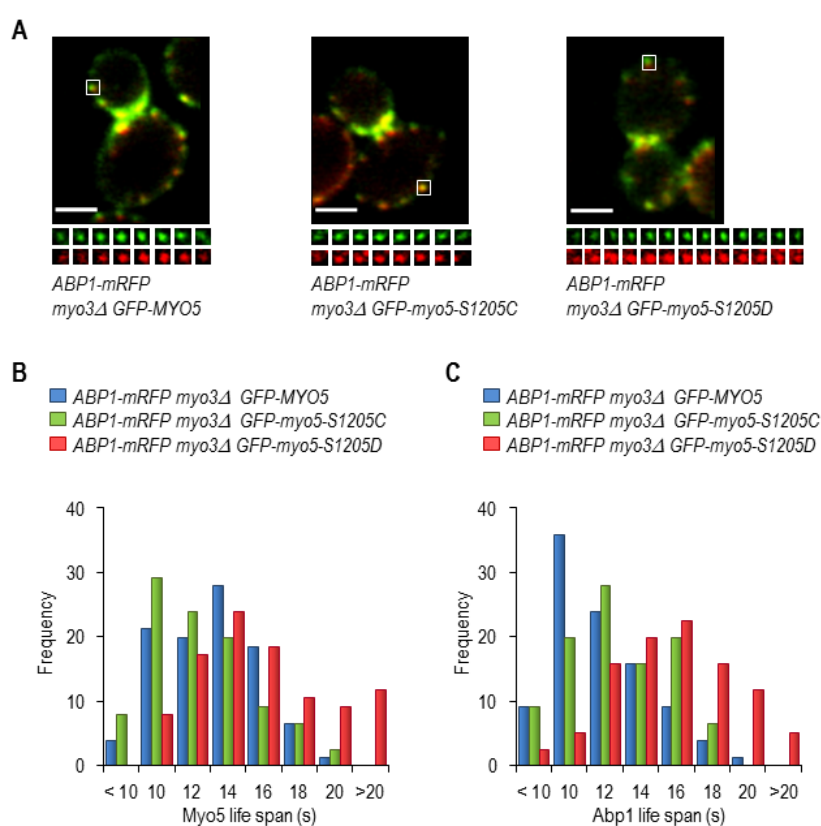 A
ABP1-mRFP
myo3Δ GFP-MYO5
ABP1-mRFP
myo3Δ GFP-myo5-S1205C
ABP1-mRFP
myo3Δ GFP-myo5-S1205D
B
ABP1-mRFP myo3Δ GFP-MYO5
ABP1-mRFP myo3Δ GFP-myo5-S1205C
ABP1-mRFP myo3Δ GFP-myo5-S1205D
40
30
20
10
0
Frequency
< 10 10 12 14 16 18 20 >20
Myo5 life span (s)
C
ABP1-mRFP myo3Δ GFP-MYO5
ABP1-mRFP myo3Δ GFP-myo5-S1205C
ABP1-mRFP myo3Δ GFP-myo5-S1205D
40
30
20
10
0
Frequency
< 10 10 12 14 16 18 20 >20
Abp1 life span (s)